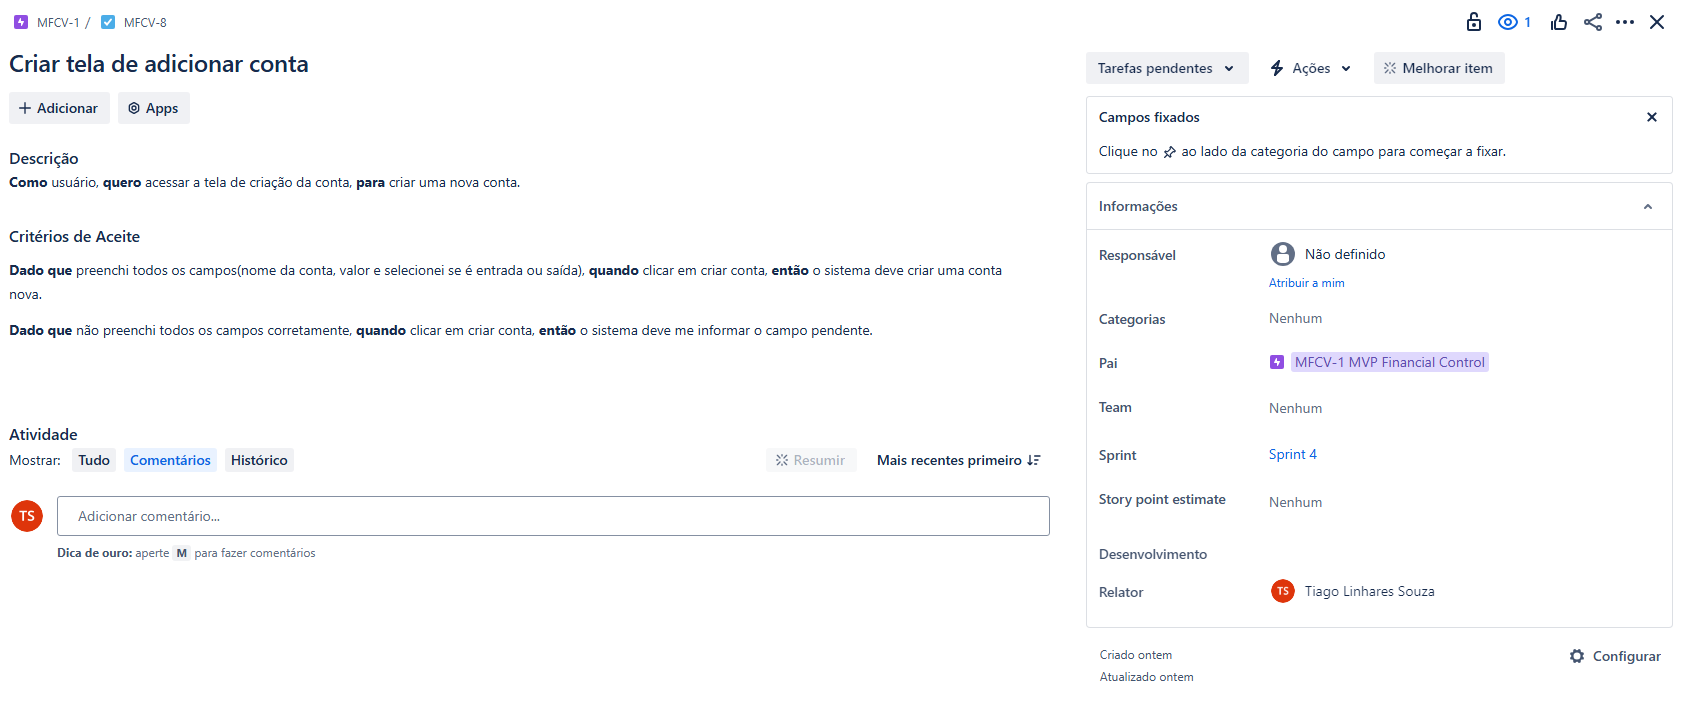 MFCV-1 / MFCV-8
1
Criar tela de adicionar conta
Adicionar Apps
Descrição
Como usuário, quero acessar a tela de criação da conta, para criar uma nova conta.
Critérios de Aceite
Dado que preenchi todos os campos(nome da conta, valor e selecionei se é entrada ou saída), quando clicar em criar conta, então o sistema deve criar uma conta
nova.
Dado que não preenchi todos os campos corretamente, quando clicar em criar conta, então o sistema deve me informar o campo pendente.
Atividade
Mostrar: Tudo Comentários Histórico Resumir Mais recentes primeiro
TS Adicionar comentário...
Dica de ouro: aperte M para fazer comentários
Tarefas pendentes Ações Melhorar item
Campos fixados
Clique no ao lado da categoria do campo para começar a fixar.
Informações
Responsável Não definido
Atribuir a mim
Categorias Nenhum
Pai MFCV-1 MVP Financial Control
Team Nenhum
Sprint Sprint 4
Story point estimate Nenhum
Desenvolvimento
Relator TS Tiago Linhares Souza
Criado ontem Configurar
Atualizado ontem